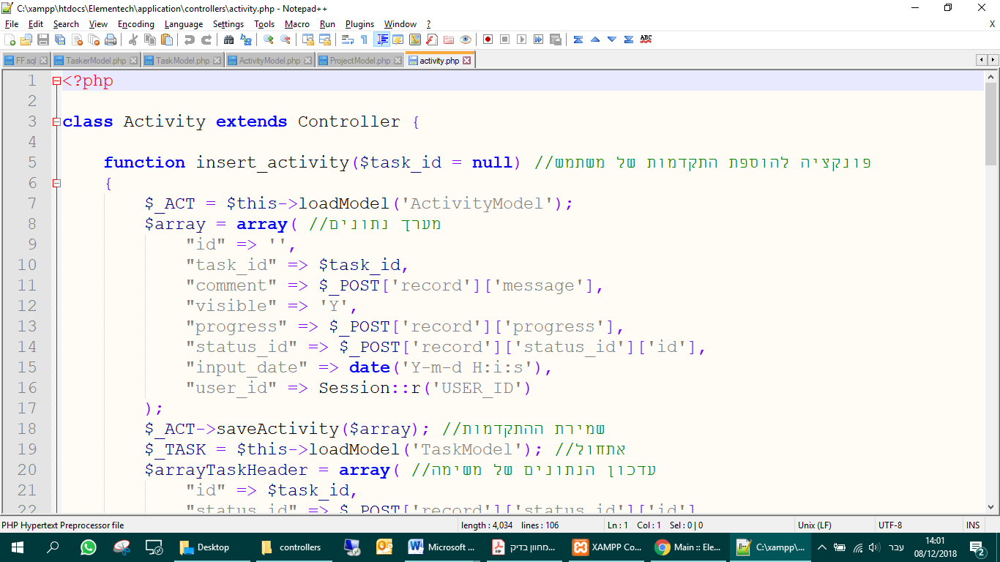 C:\xampp\htdocs\Elementech\application\controllers\activity.php - Notepad++
File Edit Search View Encoding Language Settings Tools Macro Run Plugins Window ? X
FF.sql TaskerModel.php TaskModel.php ActivityModel.php ProjectModel.php activity.php
1 <?php
2
3 class Activity extends Controller {
4
5 function insert_activity($task_id = null) //פונקציה להוספת התקדמות של משתמש
6 {
7 $_ACT = $this->loadModel('ActivityModel');
8 $array = array( //מערך נתונים
9 "id" => '',
10 "task_id" => $task_id,
11 "comment" => $_POST['record']['message'],
12 "visible" => 'Y',
13 "progress" => $_POST['record']['progress'],
14 "status_id" => $_POST['record']['status_id']['id'],
15 "input_date" => date('Y-m-d H:i:s'),
16 "user_id" => Session::r('USER_ID')
17 );
18 $_ACT->saveActivity($array); //שמירת ההתקדמות
19 $_TASK = $this->loadModel('TaskModel'); //אתחול
20 $arrayTaskHeader = array( //עדכון הנתונים של משימה
21 "id" => $task_id,
22 "status_id" => $_POST['record']['status_id']['id']
PHP Hypertext Preprocessor file length : 4,034 lines : 106 Ln : 1 Col : 1 Sel : 0 | 0 Unix (LF) UTF-8 INS
Desktop controllers Microsoft ... מחוון בדיק... XAMPP Co... Main :: Ele... C:\xampp\... עבר 14:01
08/12/2018 2